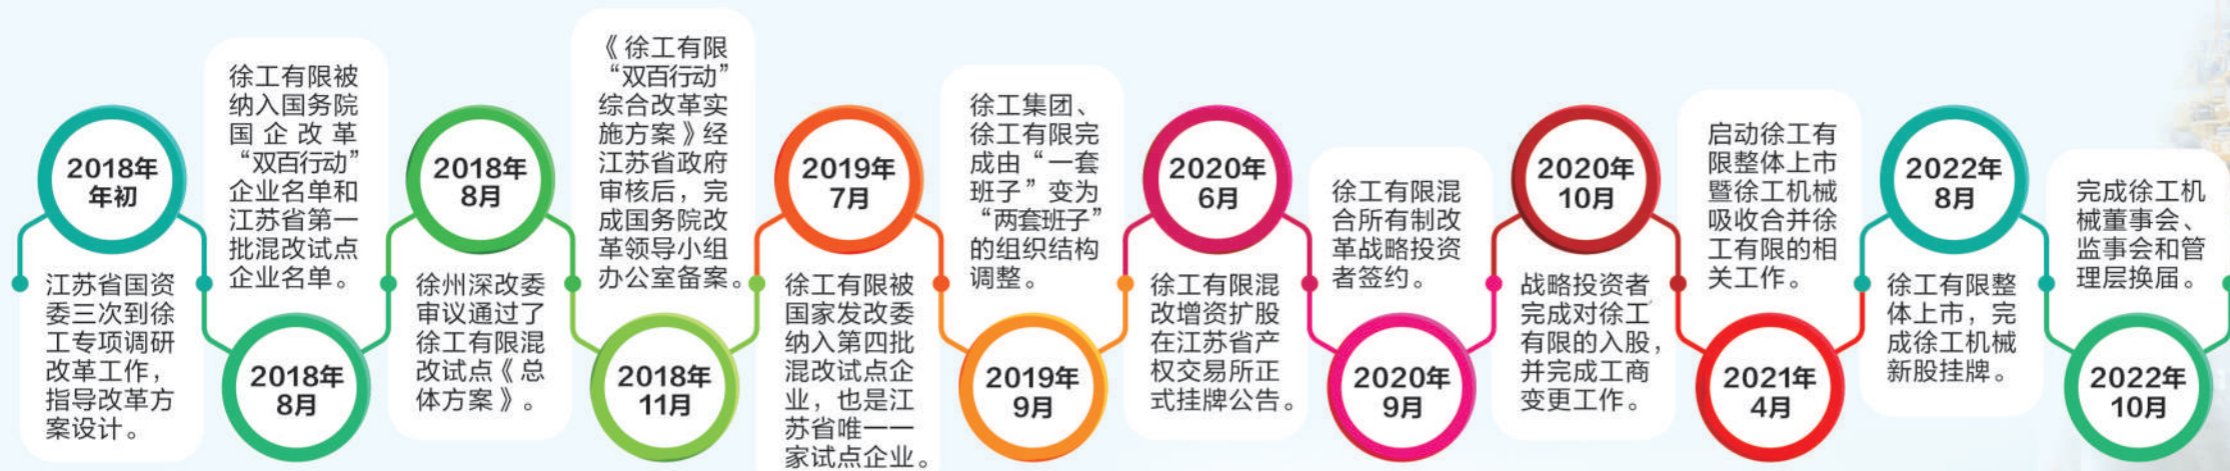 2018年
年初
江苏省国资
委三次到徐
工专项调研
改革工作，
指导改革方
案设计。
徐工有限被
纳入国务院
国企改革
“双百行动”
企业名单和
江苏省第一
批混改试点
企业名单。
2018年
8月
2018年
8月
徐州深改委
审议通过了
徐工有限混
改试点《总
体方案》。
《徐工有限
“双百行动”
综合改革实
施方案》经
江苏省政府
审核后，完
成国务院改
革领导小组
办公室备案。
2018年
11月
2019年
7月
徐工有限被
国家发改委
纳入第四批
混改试点企
业，也是江
苏省唯一一
家试点企业。
徐工集团、
徐工有限完
成由“一套
班子”变为
“两套班子”
的组织结构
调整。
2019年
9月
2020年
6月
徐工有限混
改增资扩股
在江苏省产
权交易所正
式挂牌公告。
徐工有限混
合所有制改
革战略投资
者签约。
2020年
9月
2020年
10月
战略投资者
完成对徐工
有限的入股，
并完成工商
变更工作。
启动徐工有
限整体上市
暨徐工机械
吸收合并徐
工有限的相
关工作。
2021年
4月
2022年
8月
徐工有限整
体上市，完
成徐工机械
新股挂牌。
完成徐工机
械董事会、
监事会和管
理层换届。
2022年
10月